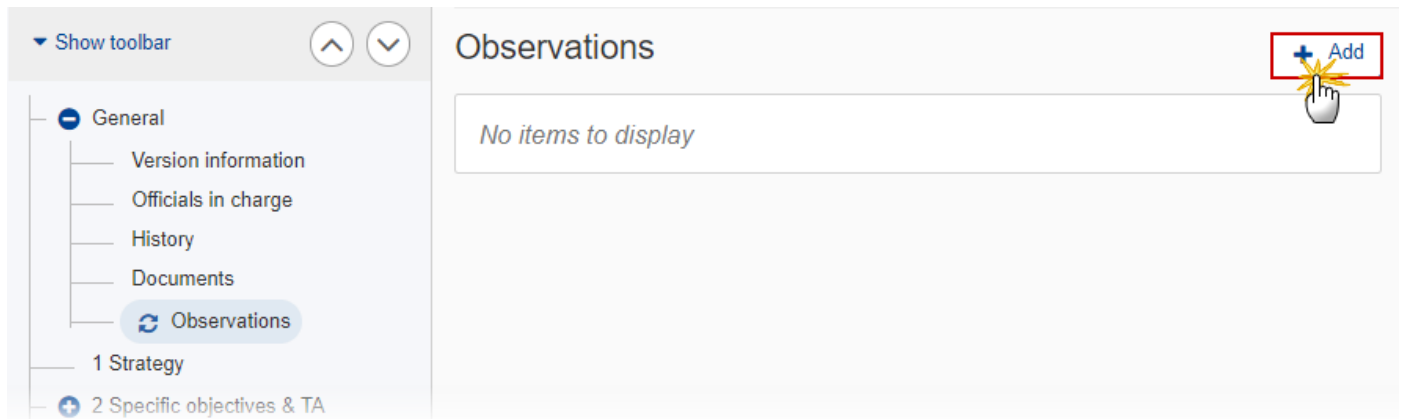 Show toolbar
General
Version information
Officials in charge
History
Documents
Observations
1 Strategy
2 Specific objectives & TA
Observations
Add
No items to display